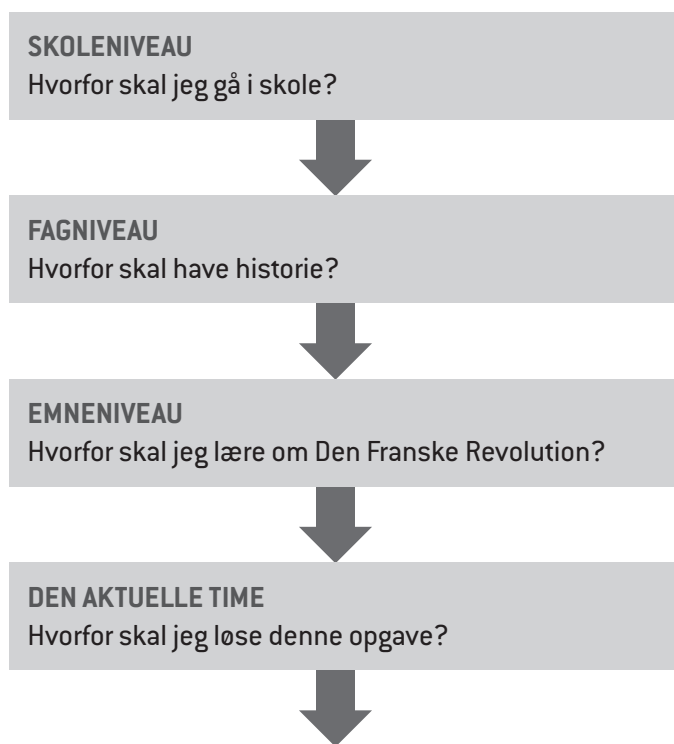 SKOLENIVEAU
Hvorfor skal jeg gå i skole?
FAGNIVEAU
Hvorfor skal have historie?
EMNENIVEAU
Hvorfor skal jeg lære om Den Franske Revolution?
DEN AKTUELLE TIME
Hvorfor skal jeg løse denne opgave?